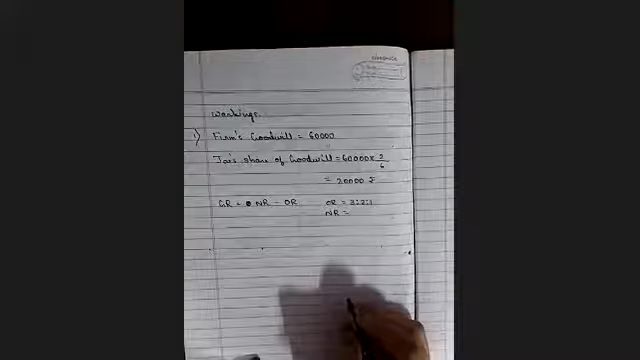 Workings.
1) Firm's Goodwill = 60000
Jai's share of Goodwill = 60000 x 2/6
= 20000 ₹
GR = NR - OR OR = 3:2:1
NR =